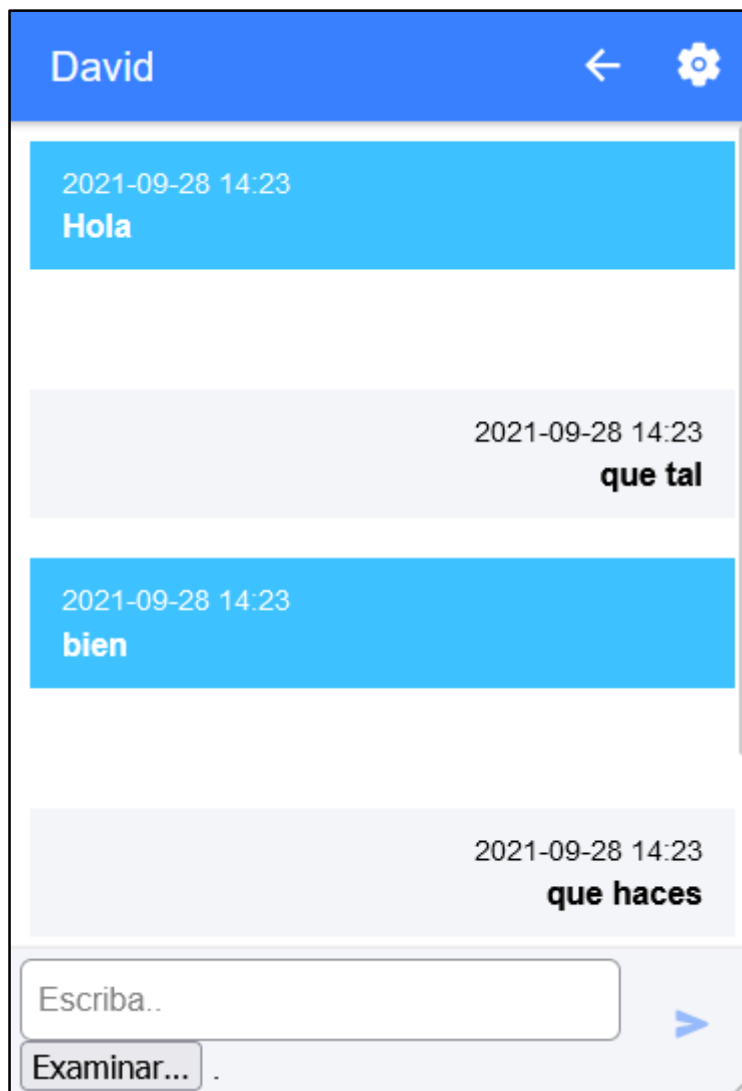 David
2021-09-28 14:23
Hola
2021-09-28 14:23
que tal
2021-09-28 14:23
bien
2021-09-28 14:23
que haces
Escriba..
Examinar... .